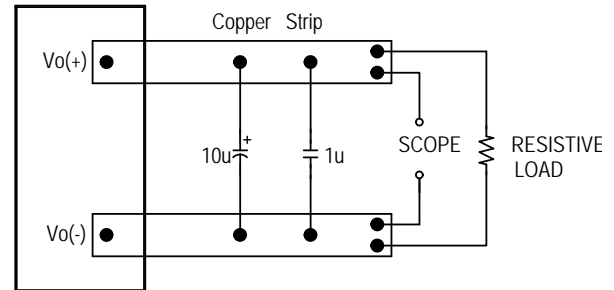 Copper Strip
Vo(+)
10u
+
1u
SCOPE
RESISTIVE
LOAD
Vo(-)